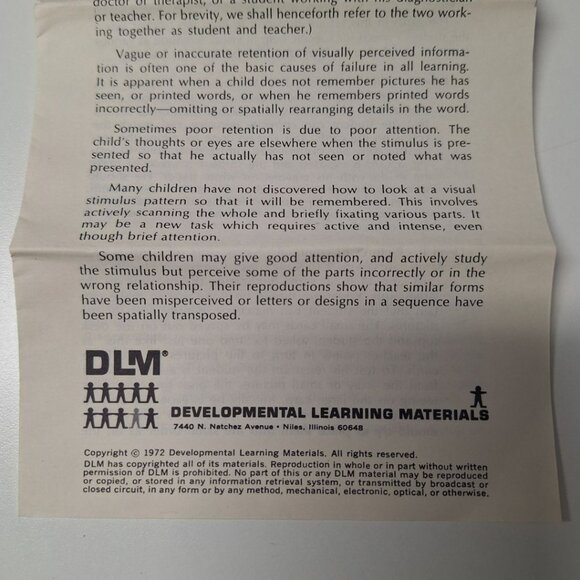 doctor or therapist, or a student working with his diagnostician
or teacher. For brevity, we shall henceforth refer to the two work-
ing together as student and teacher.)
Vague or inaccurate retention of visually perceived informa-
tion is often one of the basic causes of failure in all learning.
It is apparent when a child does not remember pictures he has
seen, or printed words, or when he remembers printed words
incorrectly—omitting or spatially rearranging details in the word.
Sometimes poor retention is due to poor attention. The
child's thoughts or eyes are elsewhere when the stimulus is pre-
sented so that he actually has not seen or noted what was
presented.
Many children have not discovered how to look at a visual
stimulus pattern so that it will be remembered. This involves
actively scanning the whole and briefly fixating various parts. It
may be a new task which requires active and intense, even
though brief attention.
Some children may give good attention, and actively study
the stimulus but perceive some of the parts incorrectly or in the
wrong relationship. Their reproductions show that similar forms
have been misperceived or letters or designs in a sequence have
been spatially transposed.
DLM®
DEVELOPMENTAL LEARNING MATERIALS
7440 N. Natchez Avenue • Niles, Illinois 60648
Copyright © 1972 Developmental Learning Materials. All rights reserved.
DLM has copyrighted all of its materials. Reproduction in whole or in part without written
permission of DLM is prohibited. No part of this or any DLM material may be reproduced
or copied, or stored in any information retrieval system, or transmitted by broadcast or
closed circuit, in any form or by any method, mechanical, electronic, optical, or otherwise.